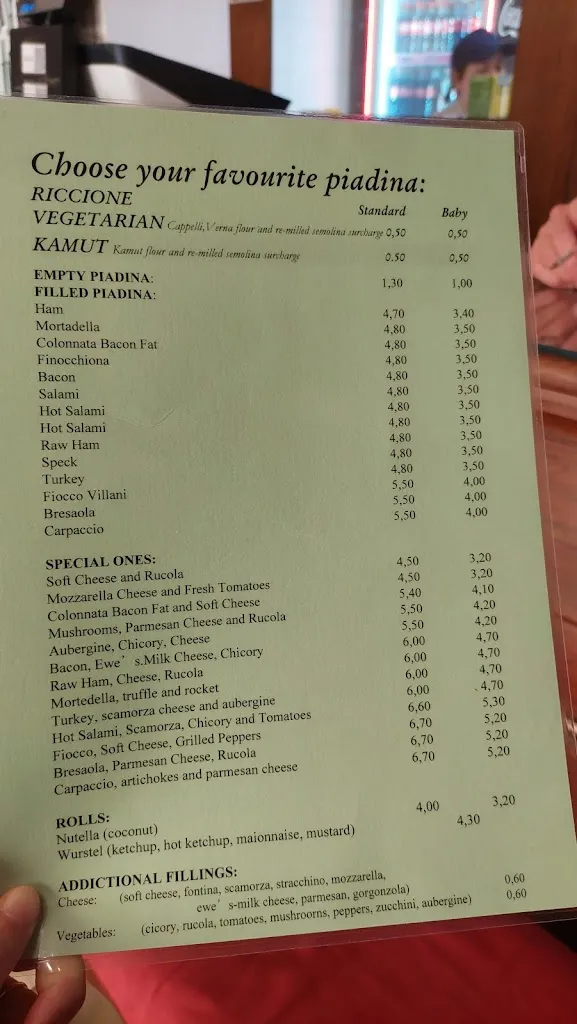 Choose your favourite piadina:
RICCIONE Standard Baby
VEGETARIAN Cappelli,Verna flour and re-milled semolina surcharge 0,50 0,50
KAMUT Kamut flour and re-milled semolina surcharge 0.50 0,50
EMPTY PIADINA: 1,30 1,00
FILLED PIADINA:
Ham 4,70 3,40
Mortadella 4,80 3,50
Colonnata Bacon Fat 4,80 3,50
Finocchiona 4,80 3,50
Bacon 4,80 3,50
Salami 4,80 3,50
Hot Salami 4,80 3,50
Hot Salami 4,80 3,50
Raw Ham 4,80 3,50
Speck 4,80 3,50
Turkey 4,80 3,50
Fiocco Villani 5,50 4,00
Bresaola 5,50 4,00
Carpaccio 5,50 4,00
SPECIAL ONES:
Soft Cheese and Rucola 4,50 3,20
Mozzarella Cheese and Fresh Tomatoes 4,50 3,20
Colonnata Bacon Fat and Soft Cheese 5,40 4,10
Mushrooms, Parmesan Cheese and Rucola 5,50 4,20
Aubergine, Chicory, Cheese 5,50 4,20
Bacon, Ewe’ s.Milk Cheese, Chicory 6,00 4,70
Raw Ham, Cheese, Rucola 6,00 4,70
Mortedella, truffle and rocket 6,00 4,70
Turkey, scamorza cheese and aubergine 6,00 4,70
Hot Salami, Scamorza, Chicory and Tomatoes 6,60 5,30
Fiocco, Soft Cheese, Grilled Peppers 6,70 5,20
Bresaola, Parmesan Cheese, Rucola 6,70 5,20
Carpaccio, artichokes and parmesan cheese 6,70 5,20
ROLLS:
Nutella (coconut) 4,00 3,20
Wurstel (ketchup, hot ketchup, maionnaise, mustard) 4,30
ADDICTIONAL FILLINGS:
Cheese: (soft cheese, fontina, scamorza, stracchino, mozzarella,
ewe’ s-milk cheese, parmesan, gorgonzola) 0,60
Vegetables: (cicory, rucola, tomatoes, mushroorns, peppers, zucchini, aubergine) 0,60